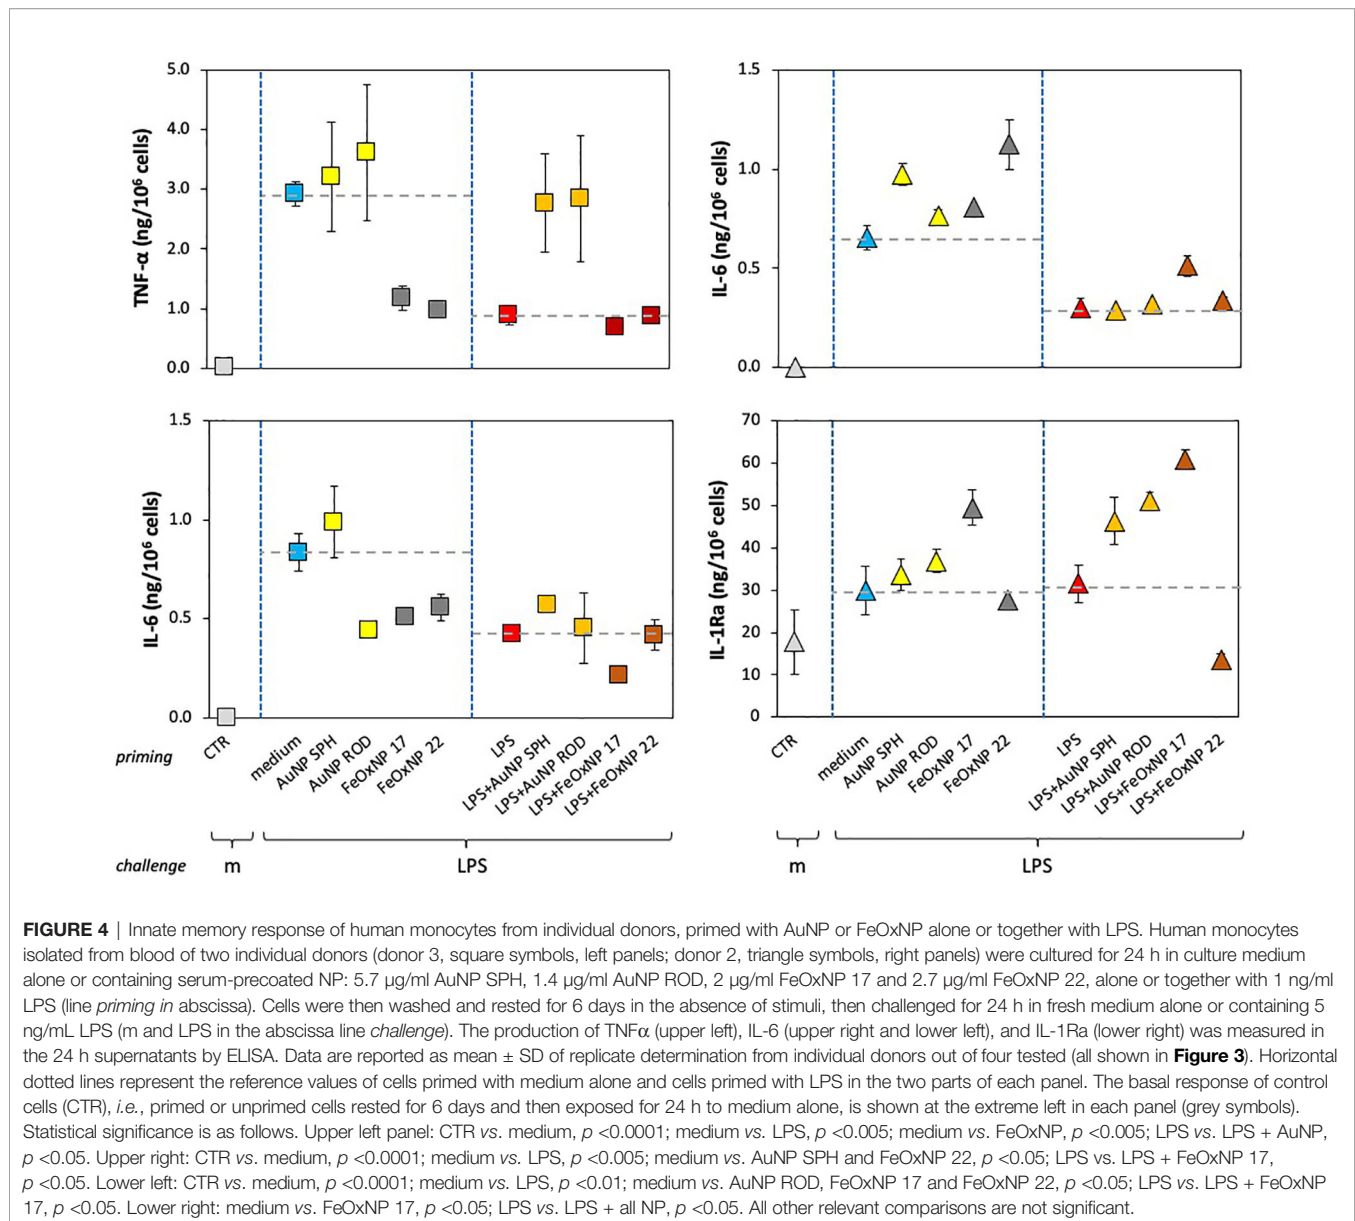 5.0
4.0
3.0
2.0
1.0
0.0
TNF-α (ng/10⁶ cells)
1.5
1.0
0.5
0.0
IL-6 (ng/10⁶ cells)
1.5
1.0
0.5
0.0
IL-6 (ng/10⁶ cells)
70
60
50
40
30
20
10
0
IL-1Ra (ng/10⁶ cells)
priming
CTR
medium
AuNP SPH
AuNP ROD
FeOxNP 17
FeOxNP 22
LPS
LPS+AuNP SPH
LPS+AuNP ROD
LPS+FeOxNP 17
LPS+FeOxNP 22
CTR
medium
AuNP SPH
AuNP ROD
FeOxNP 17
FeOxNP 22
LPS
LPS+AuNP SPH
LPS+AuNP ROD
LPS+FeOxNP 17
LPS+FeOxNP 22
challenge
m
LPS
m
LPS
FIGURE 4 | Innate memory response of human monocytes from individual donors, primed with AuNP or FeOxNP alone or together with LPS. Human monocytes
isolated from blood of two individual donors (donor 3, square symbols, left panels; donor 2, triangle symbols, right panels) were cultured for 24 h in culture medium
alone or containing serum-precoated NP: 5.7 µg/ml AuNP SPH, 1.4 µg/ml AuNP ROD, 2 µg/ml FeOxNP 17 and 2.7 µg/ml FeOxNP 22, alone or together with 1 ng/ml
LPS (line priming in abscissa). Cells were then washed and rested for 6 days in the absence of stimuli, then challenged for 24 h in fresh medium alone or containing 5
ng/mL LPS (m and LPS in the abscissa line challenge). The production of TNFα (upper left), IL-6 (upper right and lower left), and IL-1Ra (lower right) was measured in
the 24 h supernatants by ELISA. Data are reported as mean ± SD of replicate determination from individual donors out of four tested (all shown in Figure 3). Horizontal
dotted lines represent the reference values of cells primed with medium alone and cells primed with LPS in the two parts of each panel. The basal response of control
cells (CTR), i.e., primed or unprimed cells rested for 6 days and then exposed for 24 h to medium alone, is shown at the extreme left in each panel (grey symbols).
Statistical significance is as follows. Upper left panel: CTR vs. medium, p <0.0001; medium vs. LPS, p <0.005; medium vs. FeOxNP, p <0.005; LPS vs. LPS + AuNP,
p <0.05. Upper right: CTR vs. medium, p <0.0001; medium vs. LPS, p <0.005; medium vs. AuNP SPH and FeOxNP 22, p <0.05; LPS vs. LPS + FeOxNP 17,
p <0.05. Lower left: CTR vs. medium, p <0.0001; medium vs. LPS, p <0.01; medium vs. AuNP ROD, FeOxNP 17 and FeOxNP 22, p <0.05; LPS vs. LPS + FeOxNP
17, p <0.05. Lower right: medium vs. FeOxNP 17, p <0.05; LPS vs. LPS + all NP, p <0.05. All other relevant comparisons are not significant.